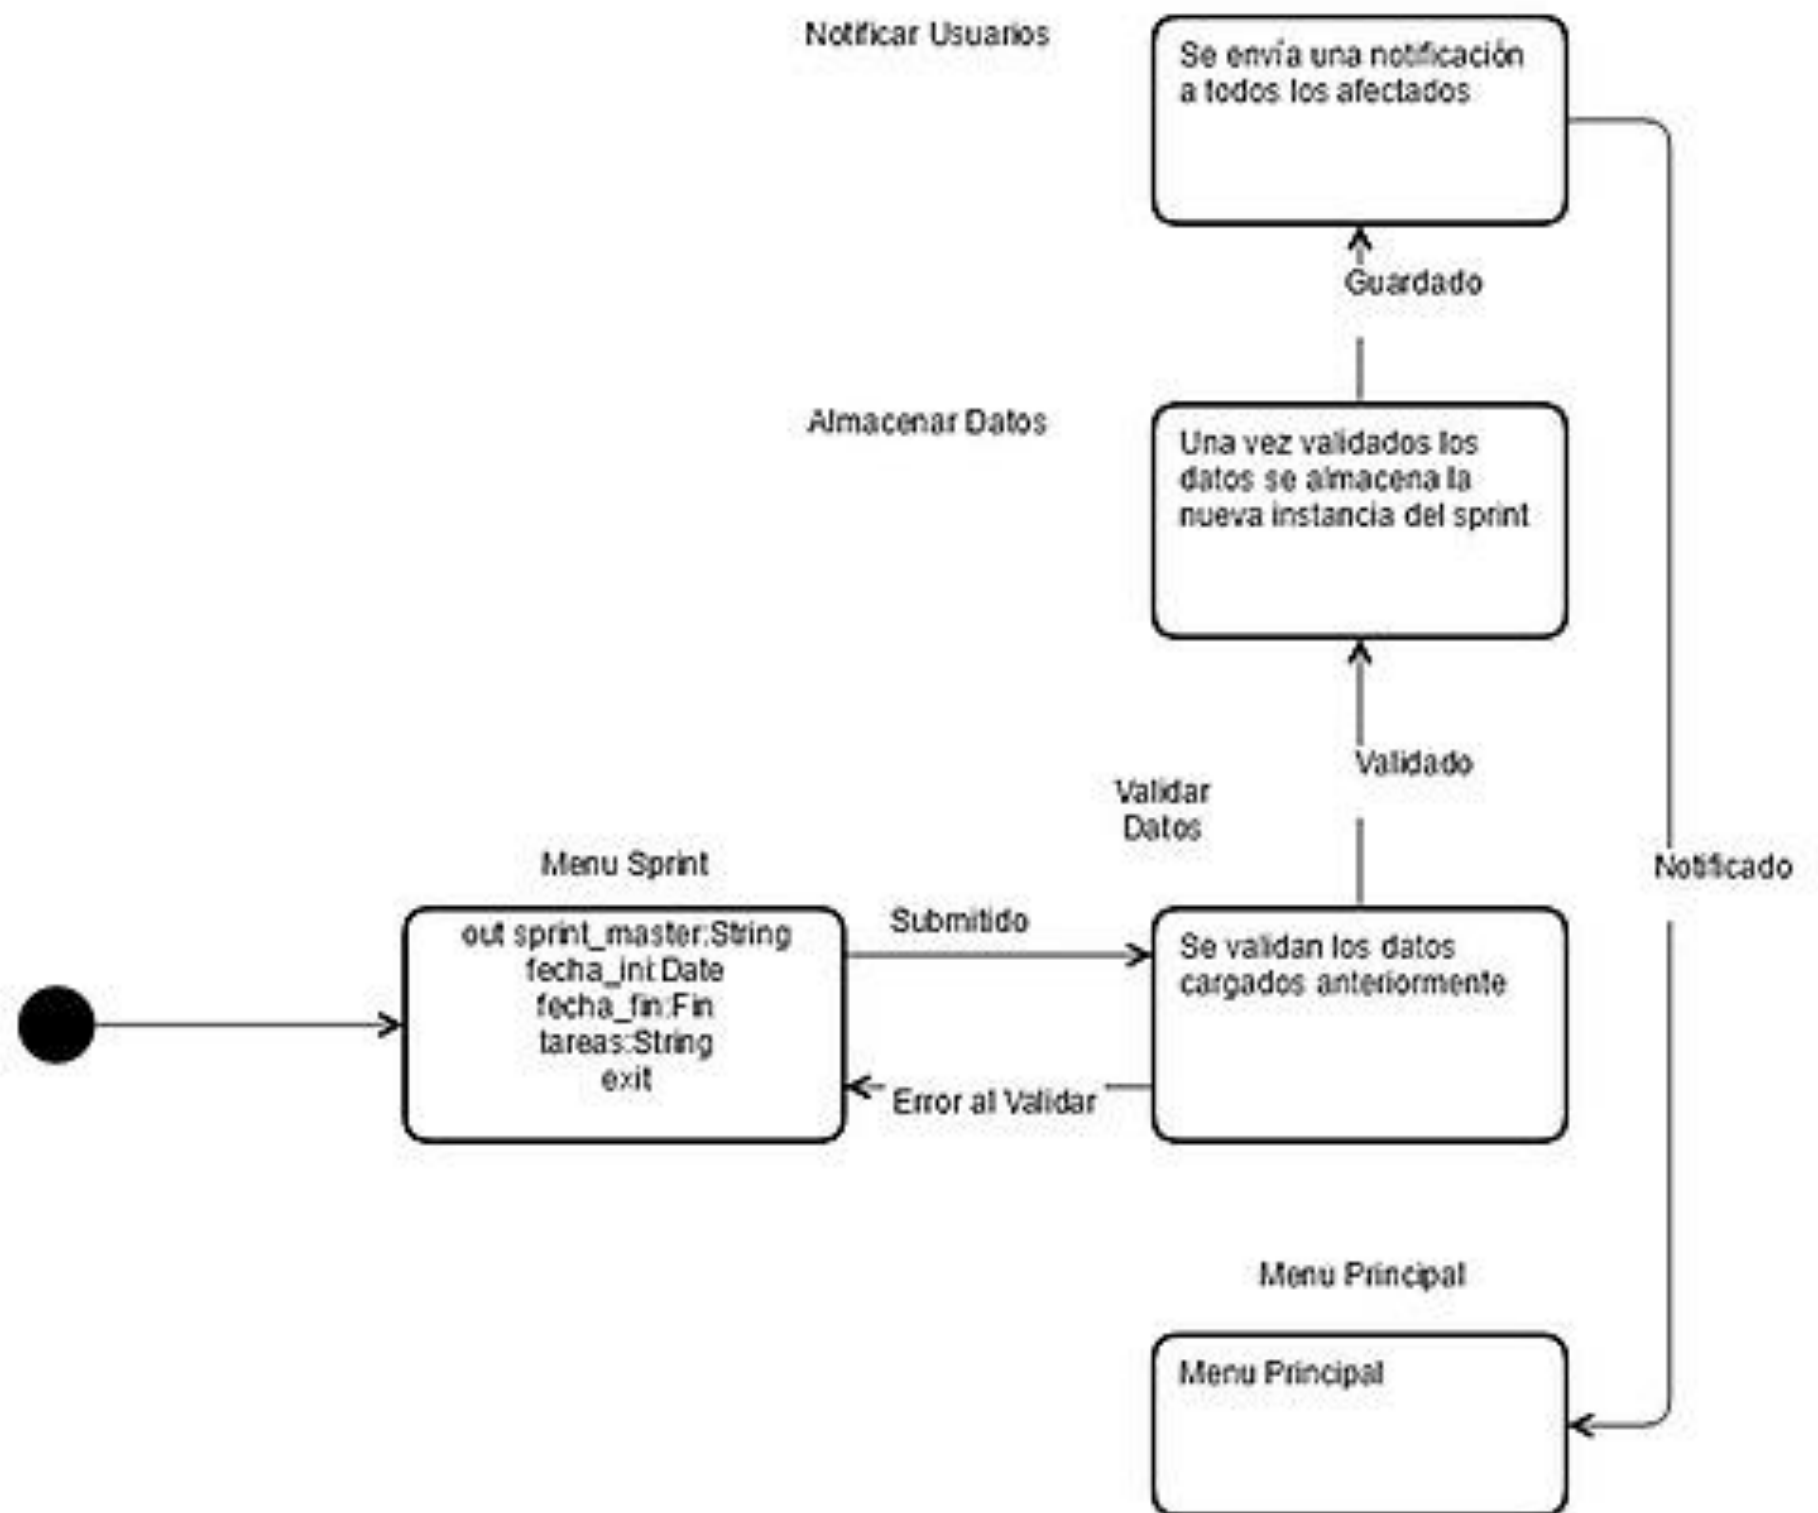 Notificar Usuarios
Se envía una notificación
a todos los afectados
Guardado
Almacenar Datos
Una vez validados los
datos se almacena la
nueva instancia del sprint
Validado
Validar
Datos
Notificado
Menu Sprint
out sprint_master:String
fecha_ini:Date
fecha_fin:Fin
tareas:String
exit
Submitido
Se validan los datos
cargados anteriormente
Error al Validar
Menu Principal
Menu Principal